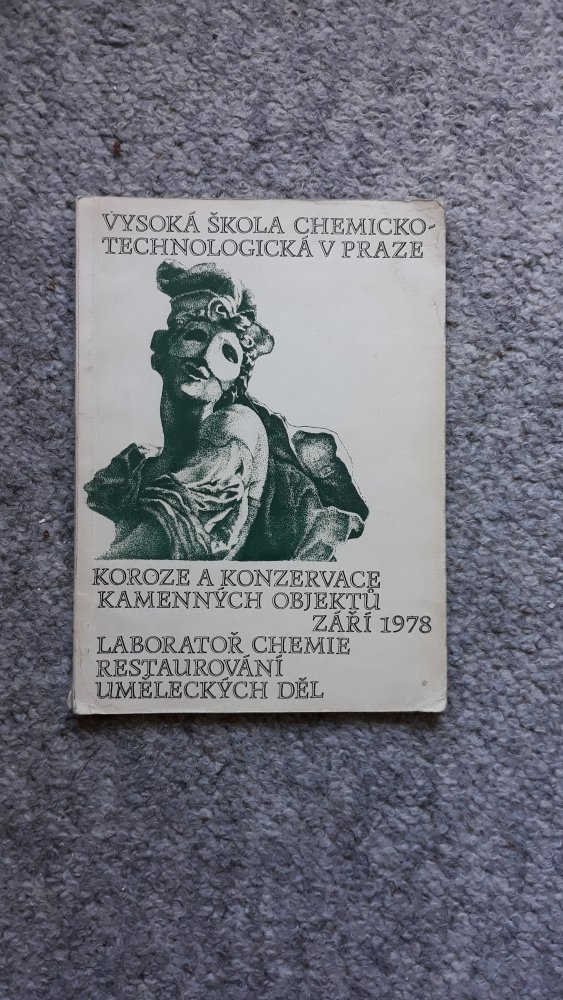 VYSOKÁ ŠKOLA CHEMICKO-
TECHNOLOGICKÁ V PRAZE
KOROZE A KONZERVACE
KAMENNÝCH OBJEKTŮ
ZÁŘÍ 1978
LABORATOŘ CHEMIE
RESTAUROVÁNÍ
UMĚLECKÝCH DĚL